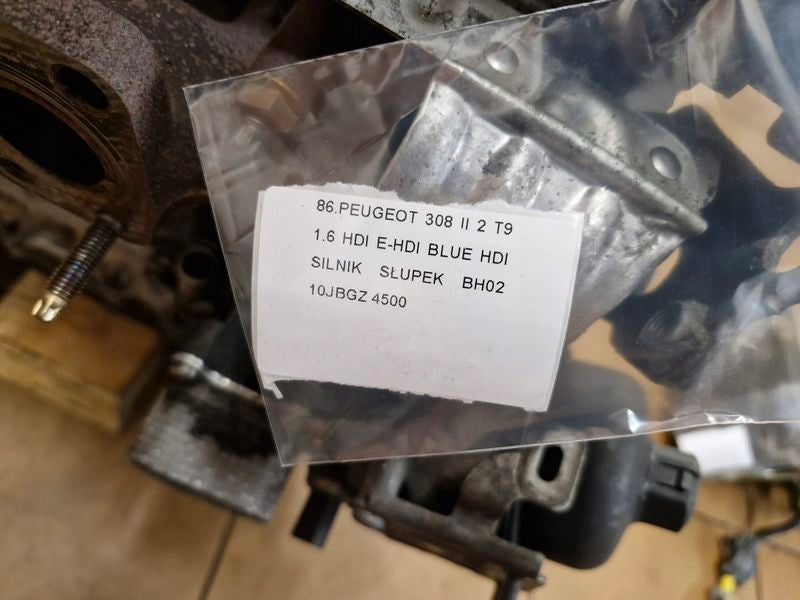 86.PEUGEOT 308 II 2 T9
1.6 HDI E-HDI BLUE HDI
SILNIK SŁUPEK BH02
10JBGZ 4500